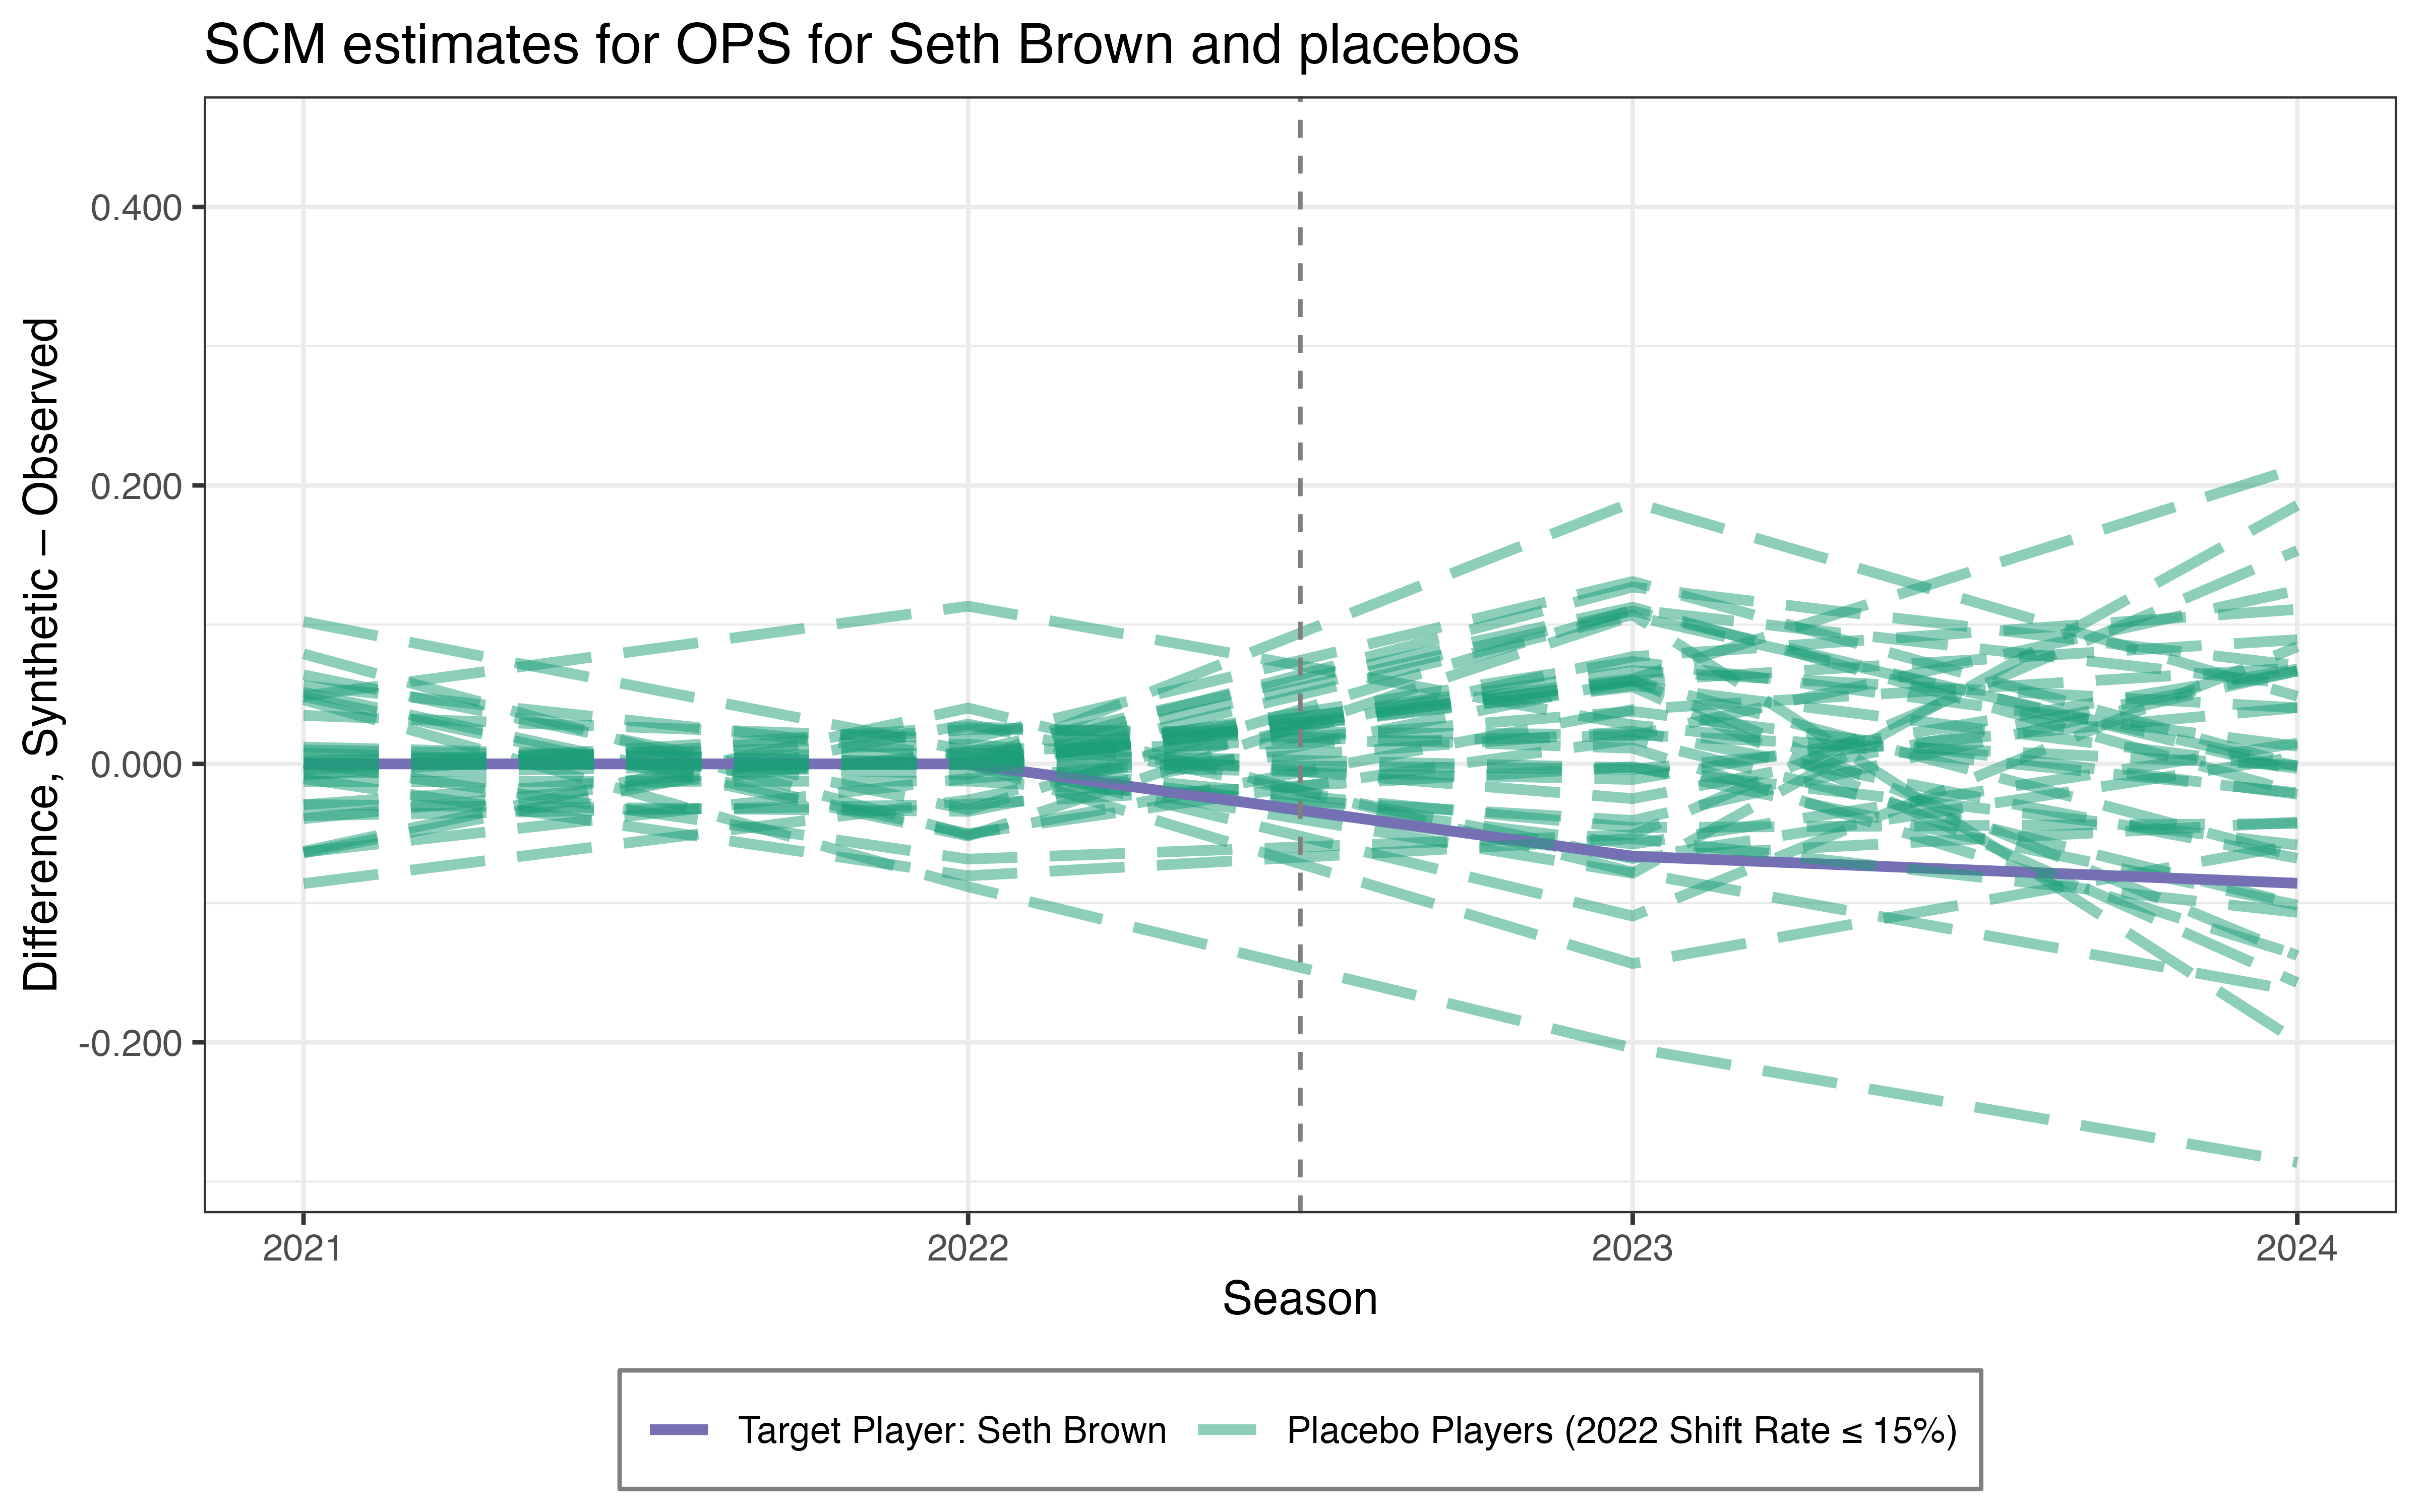 SCM estimates for OPS for Seth Brown and placebos
Difference, Synthetic − Observed
0.400
0.200
0.000
-0.200
2021
2022
2023
2024
Season
Target Player: Seth Brown
Placebo Players (2022 Shift Rate ≤ 15%)